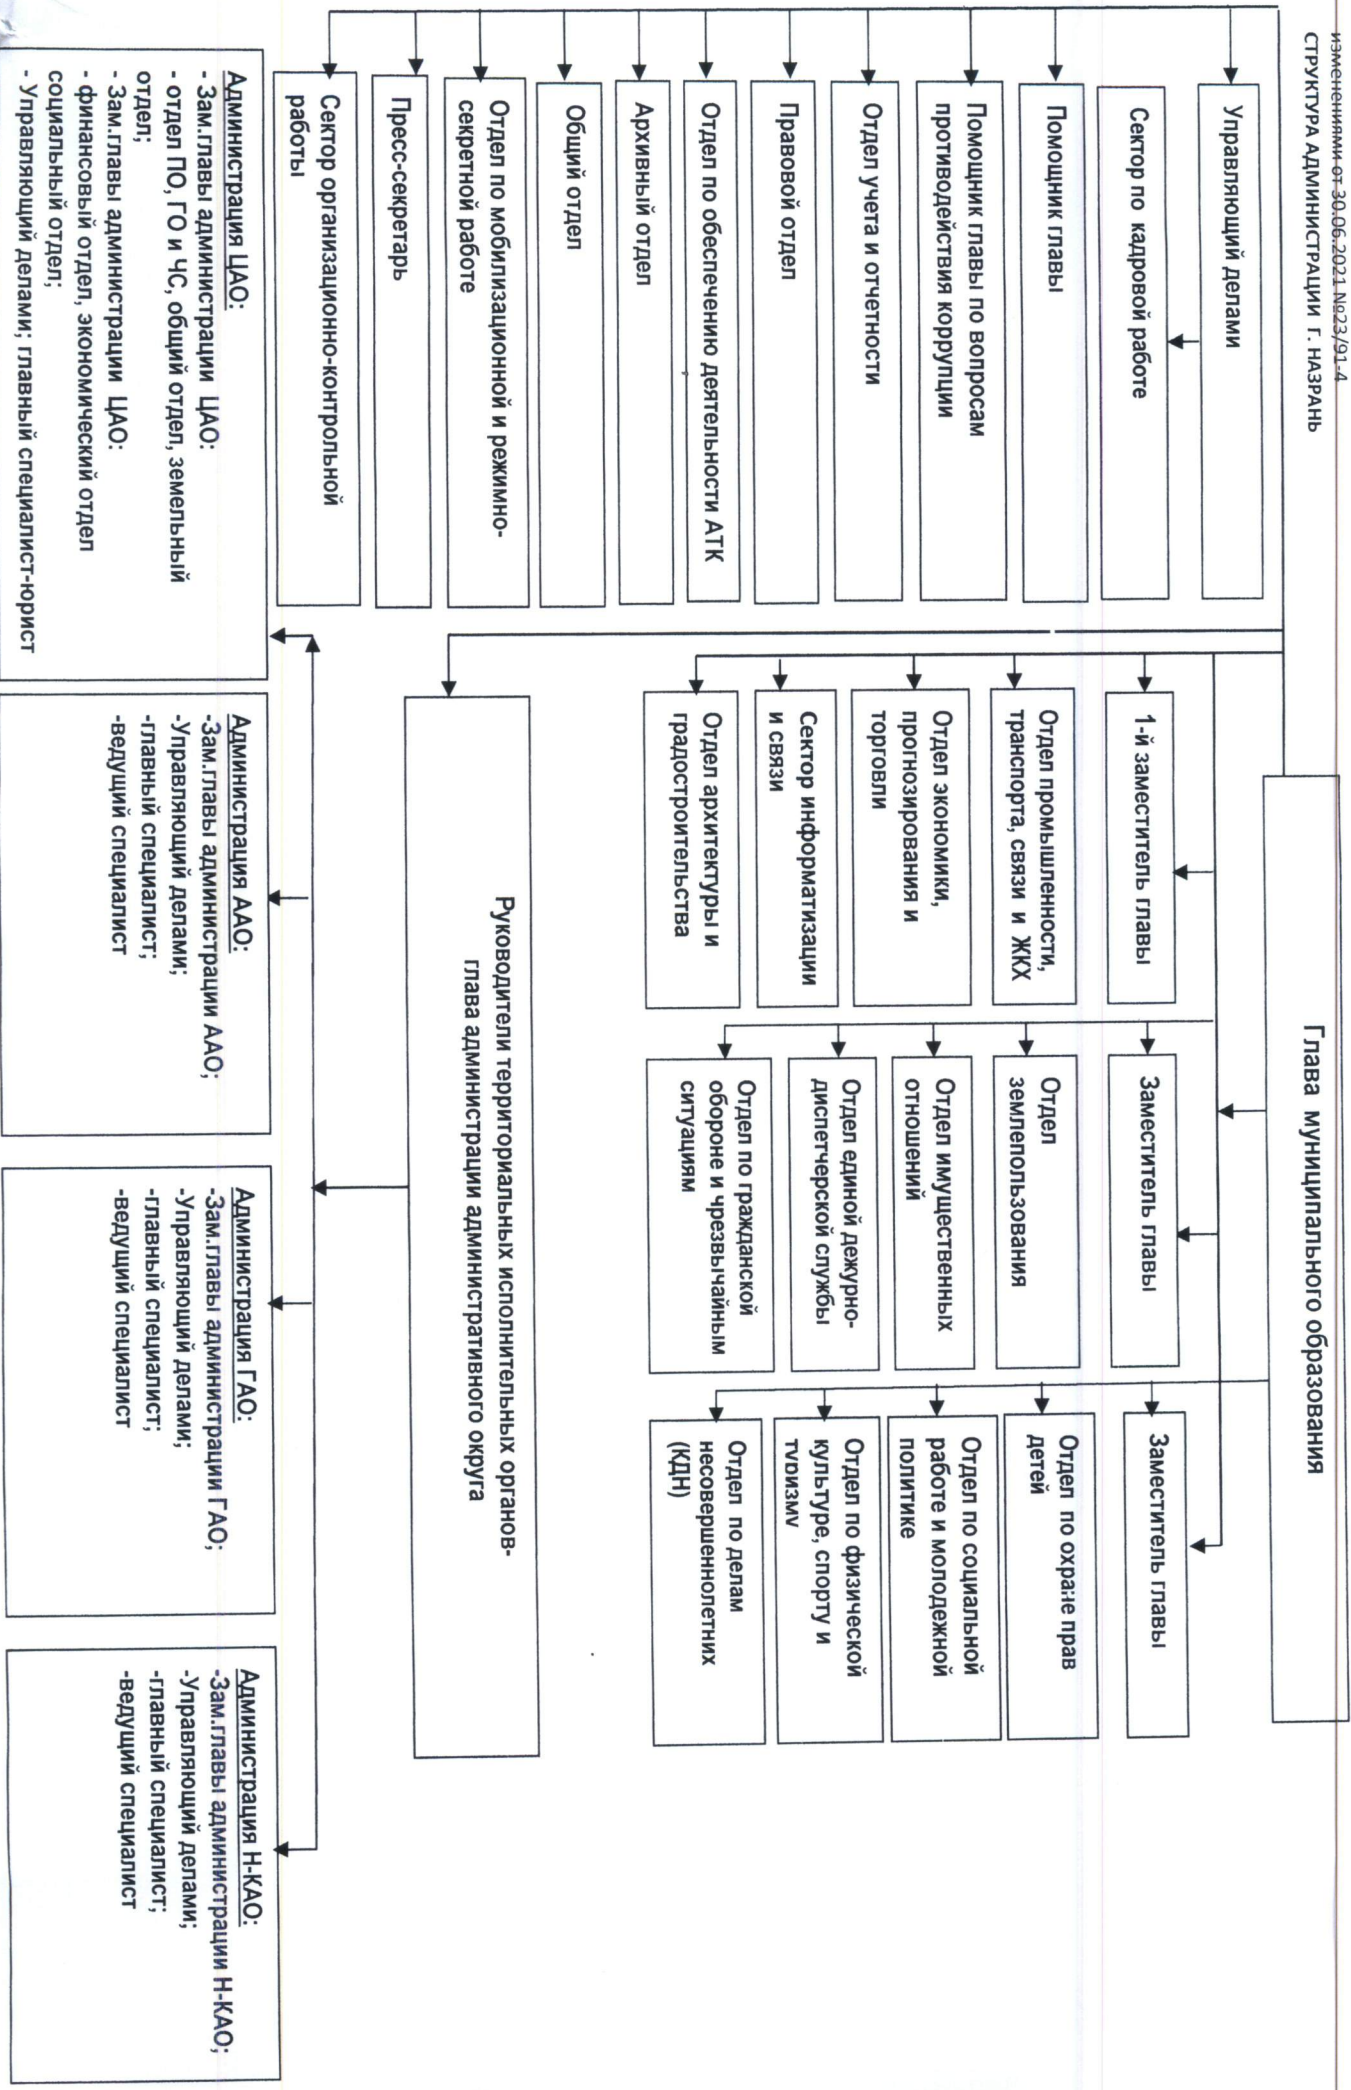 изменениями от 30.06.2021 №23/91-4
СТРУКТУРА АДМИНИСТРАЦИИ Г. НАЗРАНЬ
Глава муниципального образования
Управляющий делами
Сектор по кадровой работе
Помощник главы
Помощник главы по вопросам
противодействия коррупции
Отдел учета и отчетности
Правовой отдел
Отдел по обеспечению деятельности АТК
Архивный отдел
Общий отдел
Отдел по мобилизационной и режимно-
секретной работе
Пресс-секретарь
Сектор организационно-контрольной
работы
1-й заместитель главы
Отдел промышленности,
транспорта, связи и ЖКХ
Отдел экономики,
прогнозирования и
торговли
Сектор информатизации
и связи
Отдел архитектуры и
градостроительства
Заместитель главы
Отдел
землепользования
Отдел имущественных
отношений
Отдел единой дежурно-
диспетчерской службы
Отдел по гражданской
обороне и чрезвычайным
ситуациям
Заместитель главы
Отдел по охране прав
детей
Отдел по социальной
работе и молодежной
политике
Отдел по физической
культуре, спорту и
туризму
Отдел по делам
несовершеннолетних
(КДН)
Руководители территориальных исполнительных органов-
глава администрации административного округа
Администрация ЦАО:
- Зам.главы администрации ЦАО:
- отдел ПО, ГО и ЧС, общий отдел, земельный
отдел;
- Зам.главы администрации ЦАО:
- финансовый отдел, экономический отдел
социальный отдел;
- Управляющий делами; главный специалист-юрист
Администрация ААО:
-Зам.главы администрации ААО;
-Управляющий делами;
-главный специалист;
-ведущий специалист
Администрация ГАО:
-Зам.главы администрации ГАО;
-Управляющий делами;
-главный специалист;
-ведущий специалист
Администрация Н-КАО:
-Зам.главы администрации Н-КАО;
-Управляющий делами;
-главный специалист;
-ведущий специалист